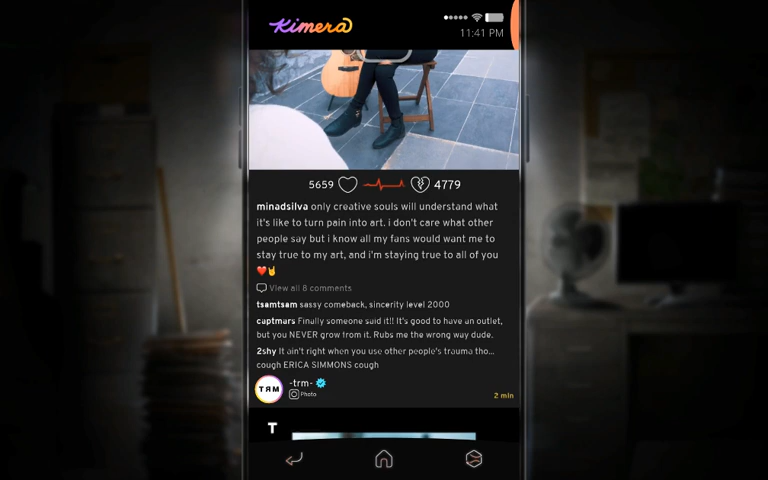 Kimera
11:41 PM
5659
4779
minadsilva only creative souls will understand what
it's like to turn pain into art. i don't care what other
people say but i know all my fans would want me to
stay true to my art, and i'm staying true to all of you
❤️🤘
View all 8 comments
tsamtsam sassy comeback, sincerity level 2000
captmars Finally someone said it!! It's good to have an outlet,
but you NEVER grow from it. Rubs me the wrong way dude.
2shy It ain't right when you use other people's trauma tho...
cough ERICA SIMMONS cough
TЯM
-trm-
Photo
2 min
T